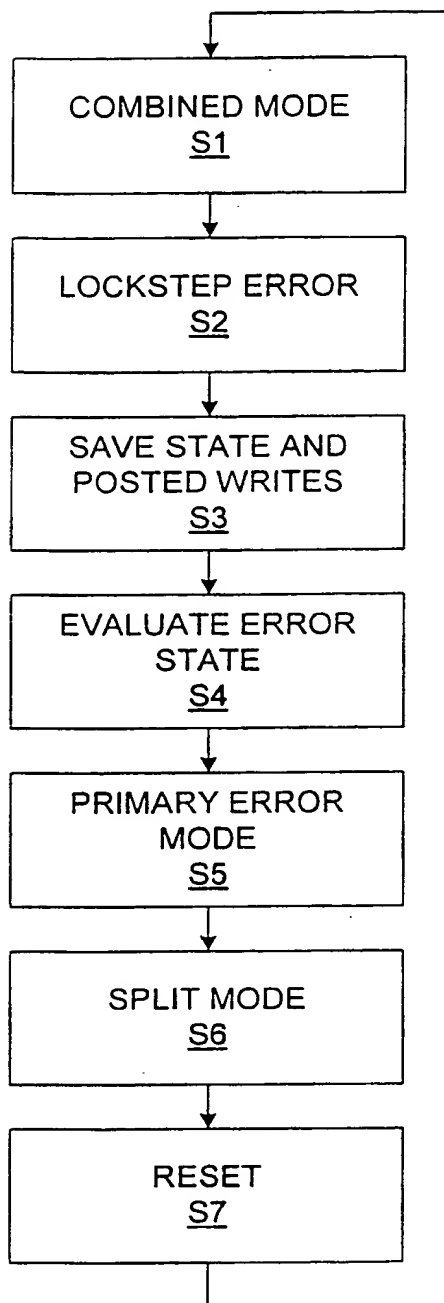 COMBINED MODE
S1
LOCKSTEP ERROR
S2
SAVE STATE AND
POSTED WRITES
S3
EVALUATE ERROR
STATE
S4
PRIMARY ERROR
MODE
S5
SPLIT MODE
S6
RESET
S7